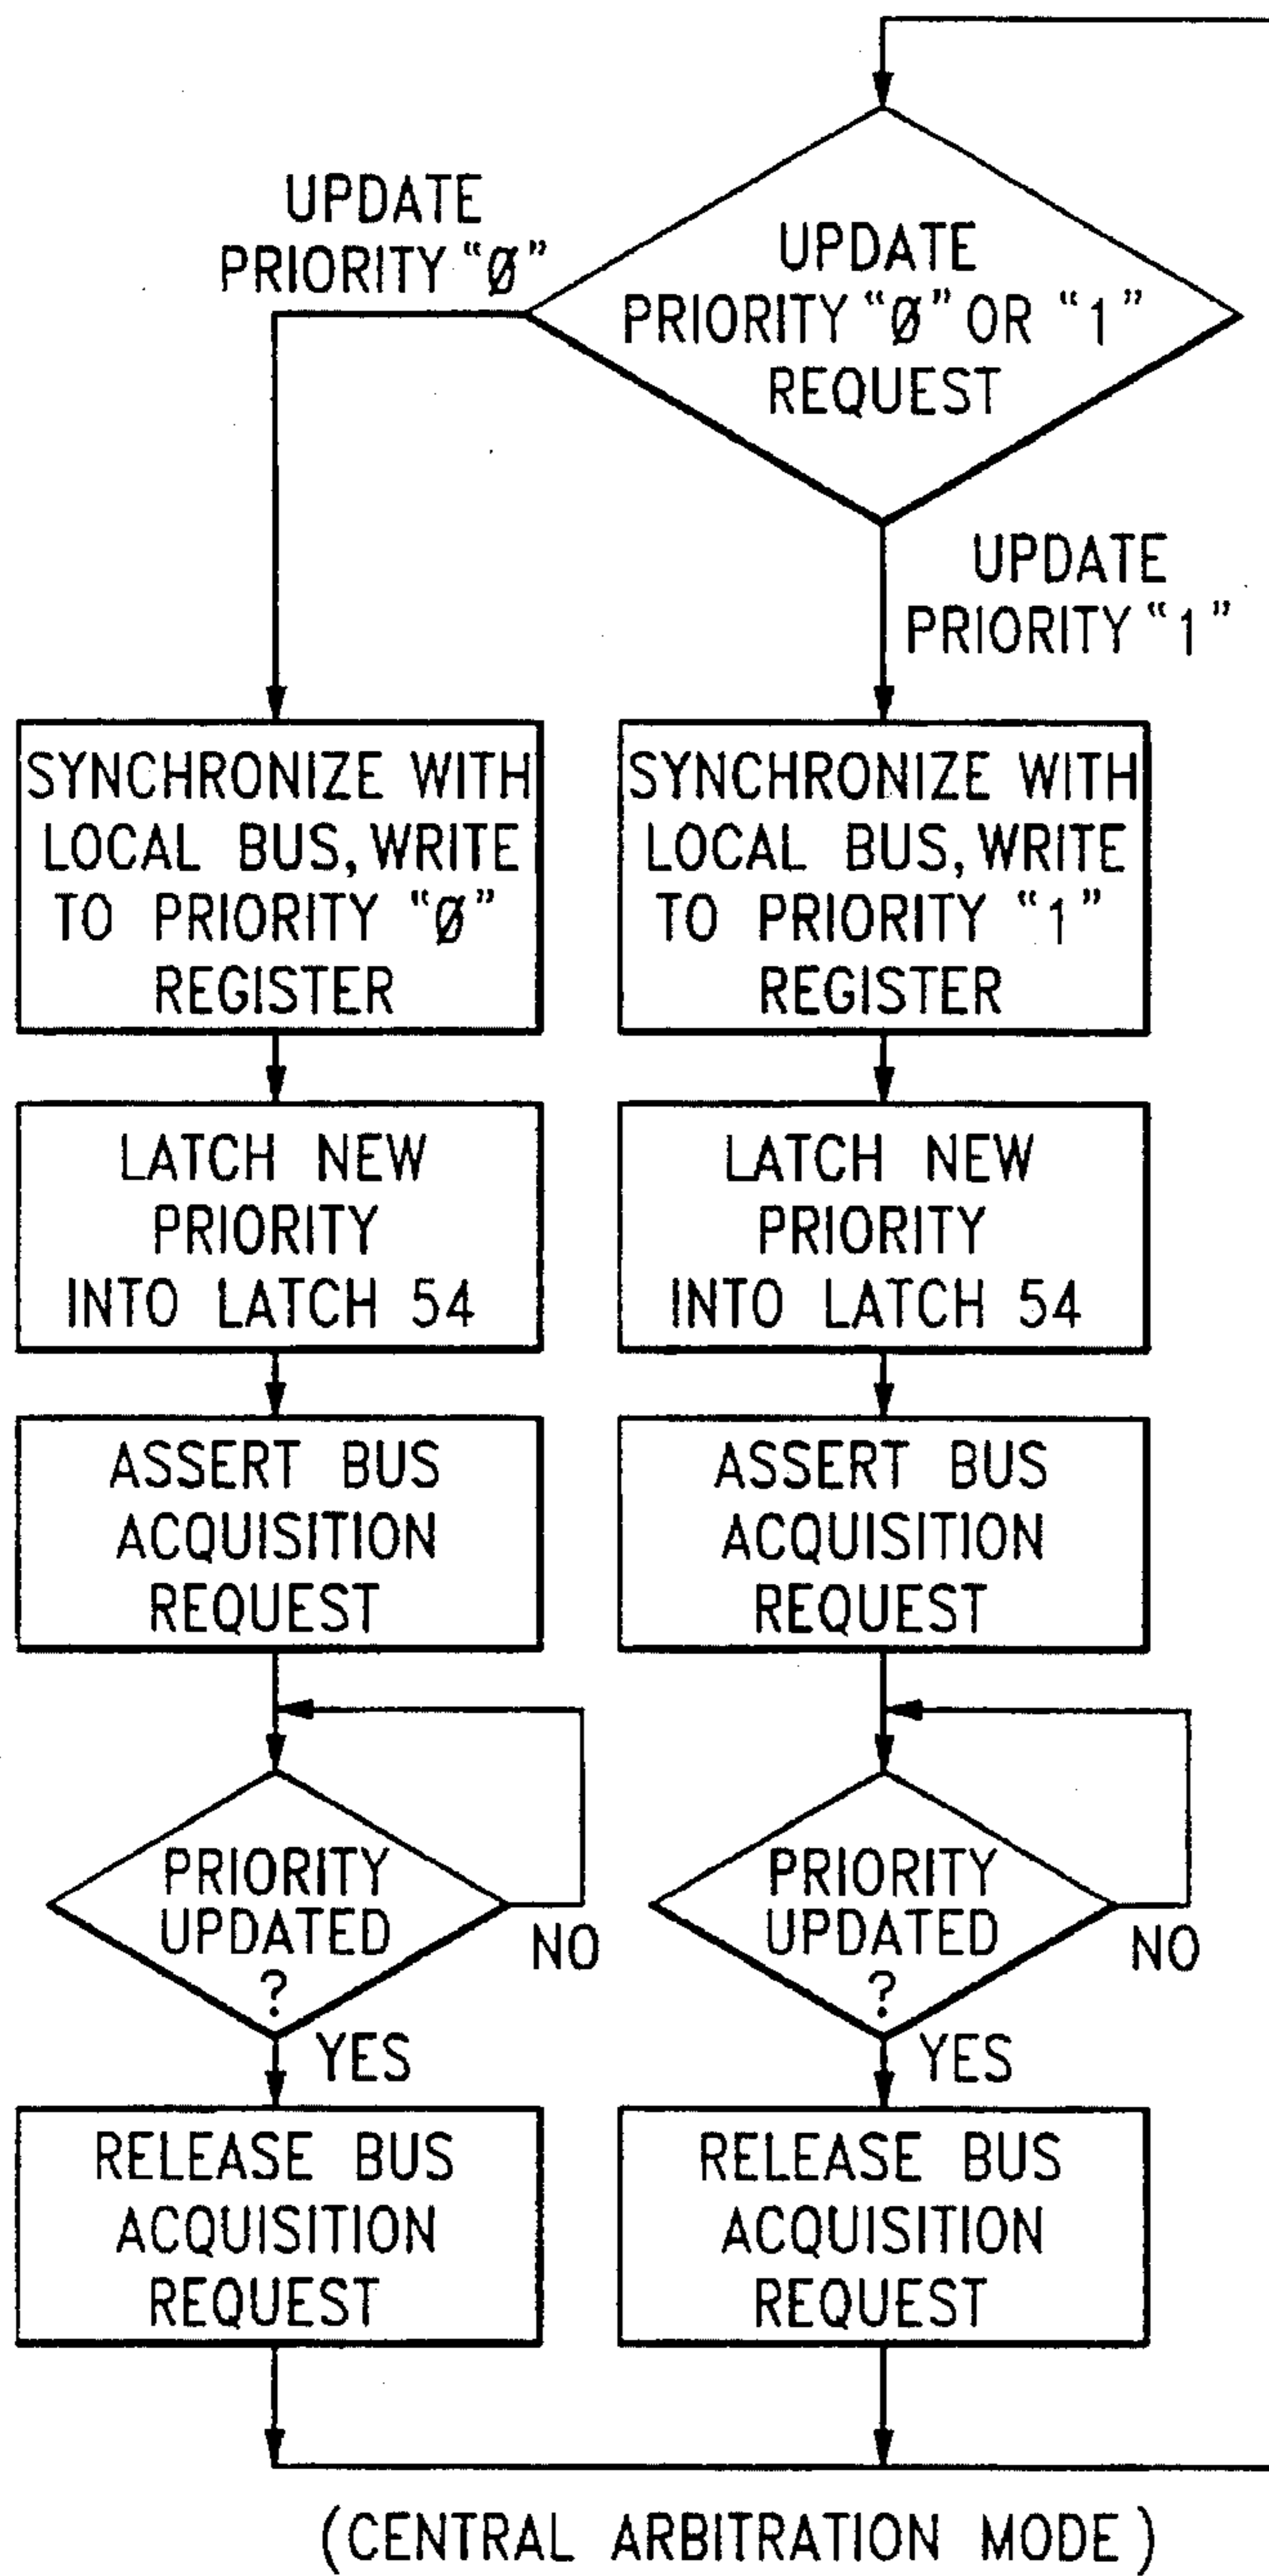 UPDATE
PRIORITY "Ø"
UPDATE
PRIORITY "Ø" OR "1"
REQUEST
UPDATE
PRIORITY "1"
SYNCHRONIZE WITH
LOCAL BUS, WRITE
TO PRIORITY "Ø"
REGISTER
SYNCHRONIZE WITH
LOCAL BUS, WRITE
TO PRIORITY "1"
REGISTER
LATCH NEW
PRIORITY
INTO LATCH 54
LATCH NEW
PRIORITY
INTO LATCH 54
ASSERT BUS
ACQUISITION
REQUEST
ASSERT BUS
ACQUISITION
REQUEST
PRIORITY
UPDATED
?
NO
YES
PRIORITY
UPDATED
?
NO
YES
RELEASE BUS
ACQUISITION
REQUEST
RELEASE BUS
ACQUISITION
REQUEST
(CENTRAL ARBITRATION MODE)